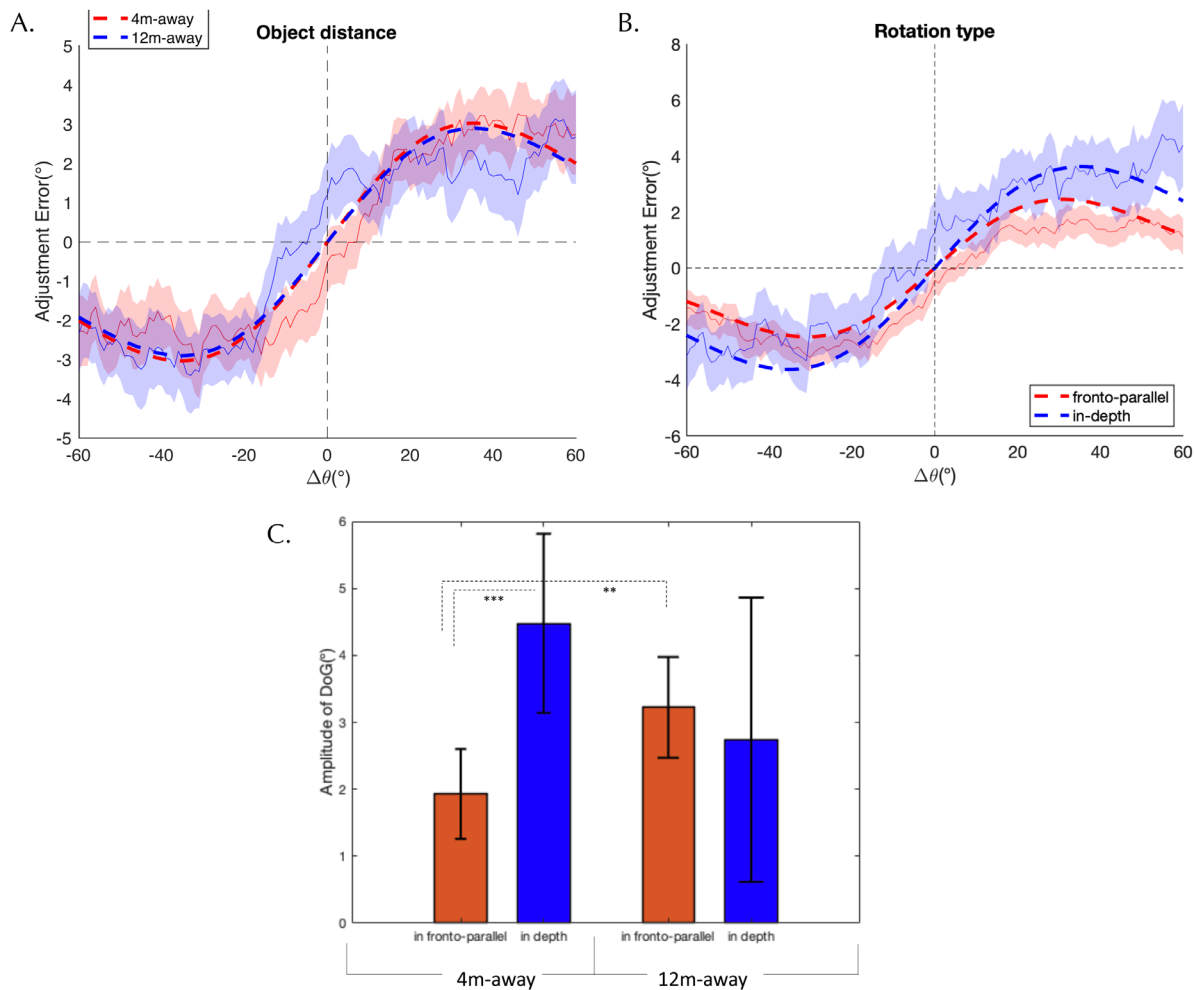 A.
4m-away
12m-away
Object distance
5
4
3
2
1
0
-1
-2
-3
-4
-5
Adjustment Error(°)
-60
-40
-20
0
20
40
60
Δθ(°)
B.
Rotation type
8
6
4
2
0
-2
-4
-6
Adjustment Error(°)
fronto-parallel
in-depth
-60
-40
-20
0
20
40
60
Δθ(°)
C.
6
5
4
3
2
1
0
Amplitude of DoG(°)
***
**
in fronto-parallel in depth in fronto-parallel in depth
4m-away 12m-away